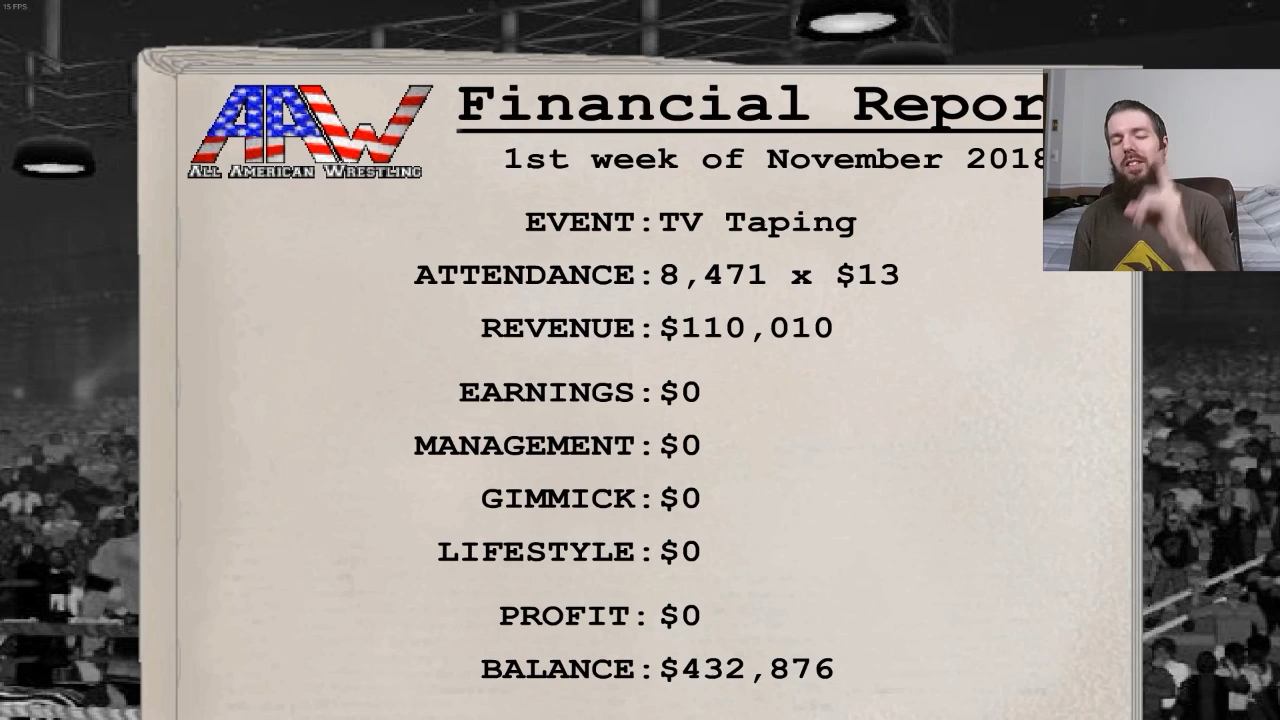 15 FPS
AAW
ALL AMERICAN WRESTLING
Financial Repor
1st week of November 2018
EVENT: TV Taping
ATTENDANCE: 8,471 x $13
REVENUE: $110,010
EARNINGS: $0
MANAGEMENT: $0
GIMMICK: $0
LIFESTYLE: $0
PROFIT: $0
BALANCE: $432,876